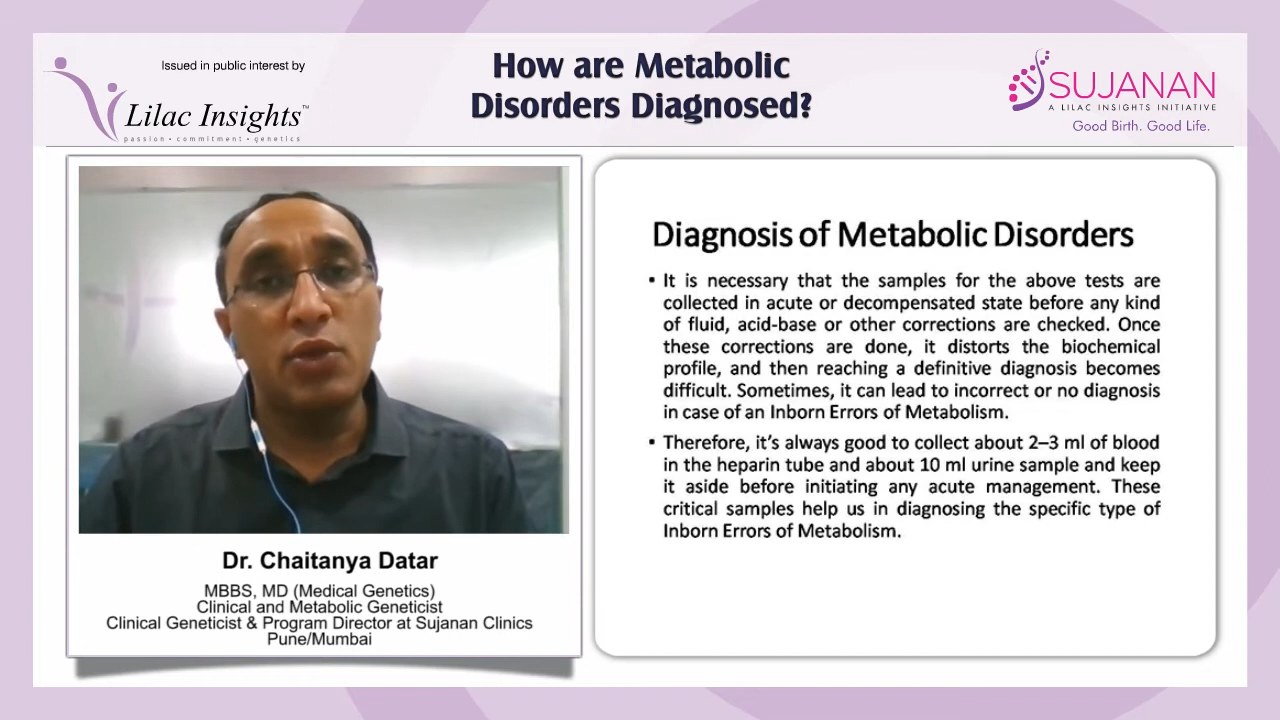 Issued in public interest by
Lilac Insights™
passion • commitment • genetics
How are Metabolic
Disorders Diagnosed?
SUJANAN
A LILAC INSIGHTS INITIATIVE
Good Birth. Good Life.
Dr. Chaitanya Datar
MBBS, MD (Medical Genetics)
Clinical and Metabolic Geneticist
Clinical Geneticist & Program Director at Sujanan Clinics
Pune/Mumbai
Diagnosis of Metabolic Disorders
▪ It is necessary that the samples for the above tests are
collected in acute or decompensated state before any kind
of fluid, acid-base or other corrections are checked. Once
these corrections are done, it distorts the biochemical
profile, and then reaching a definitive diagnosis becomes
difficult. Sometimes, it can lead to incorrect or no diagnosis
in case of an Inborn Errors of Metabolism.
▪ Therefore, it’s always good to collect about 2–3 ml of blood
in the heparin tube and about 10 ml urine sample and keep
it aside before initiating any acute management. These
critical samples help us in diagnosing the specific type of
Inborn Errors of Metabolism.